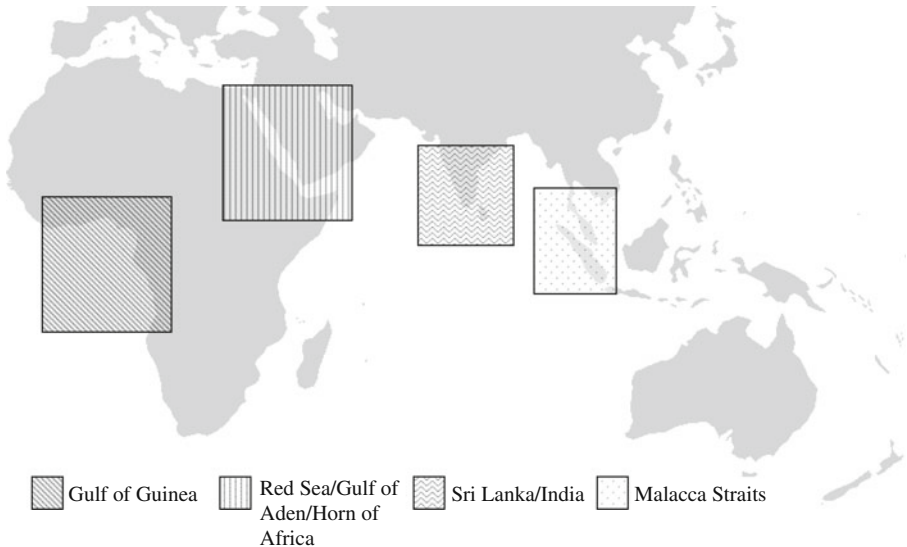 Gulf of Guinea
Red Sea/Gulf of
Aden/Horn of
Africa
Sri Lanka/India
Malacca Straits